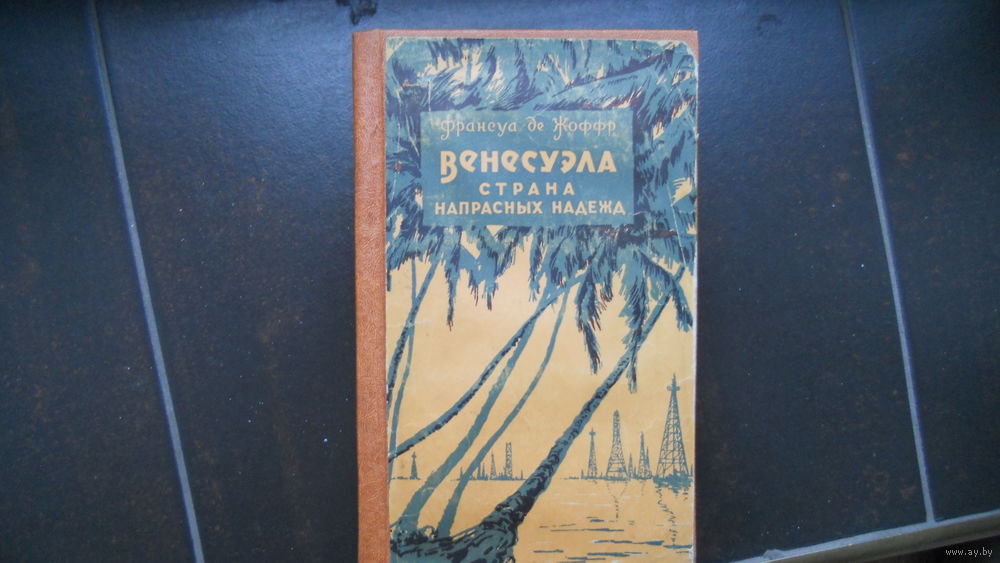 Франсуа де Жоффр
ВЕНЕСУЭЛА
СТРАНА
НАПРАСНЫХ НАДЕЖД
© www.ay.by